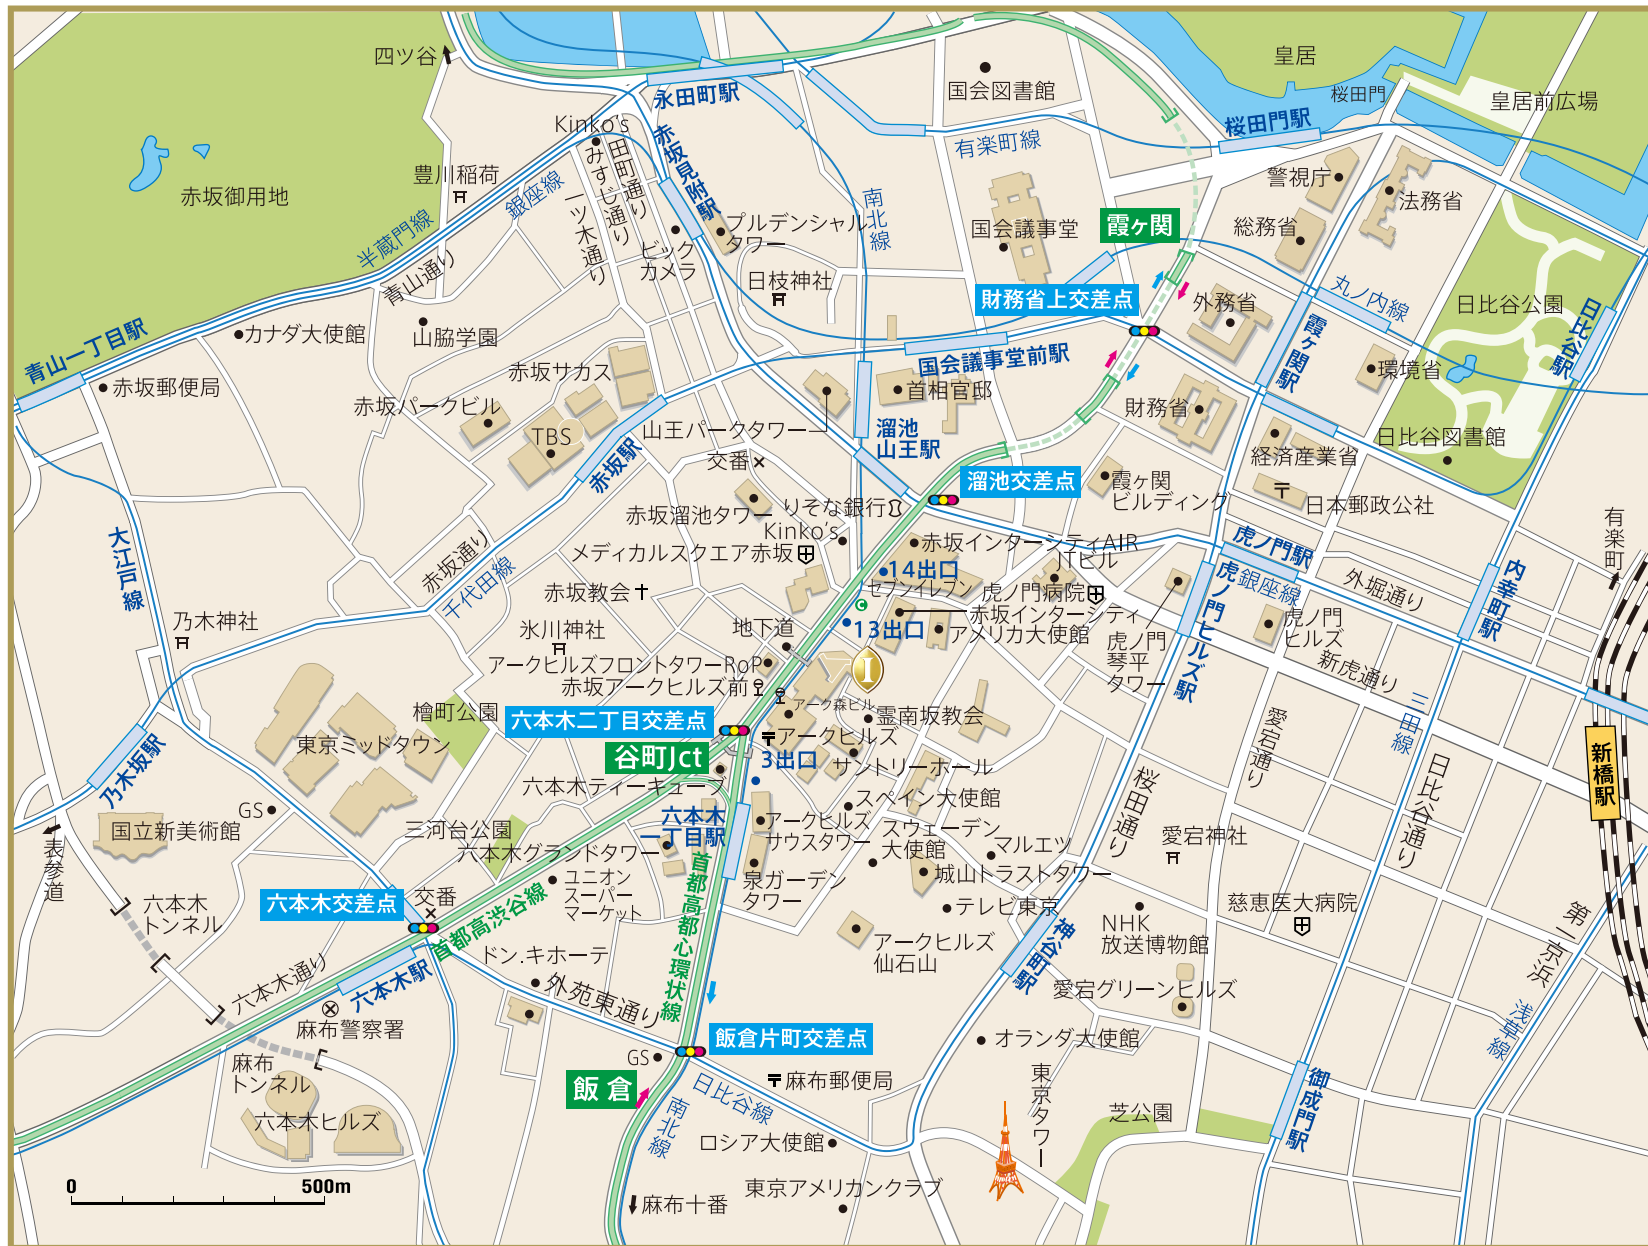 四ツ谷
永田町駅
国会図書館
皇居
桜田門
皇居前広場
桜田門駅
有楽町線
Kinko's
赤坂見附駅
田町通り
みすじ通り
一ツ木通り
豊川稲荷
銀座線
半蔵門線
青山通り
赤坂御用地
プルデンシャル
タワー
南北線
国会議事堂
霞ヶ関
警視庁
法務省
総務省
ビック
カメラ
日枝神社
財務省上交差点
外務省
丸ノ内線
日比谷公園
日比谷駅
カナダ大使館
山脇学園
青山一丁目駅
赤坂郵便局
赤坂サカス
国会議事堂前駅
霞ヶ関駅
環境省
首相官邸
赤坂パークビル
TBS
山王パークタワー
溜池
山王駅
財務省
日比谷図書館
経済産業省
赤坂駅
交番
溜池交差点
霞ヶ関
ビルディング
日本郵政公社
赤坂溜池タワー
りそな銀行
Kinko's
有楽町
大江戸線
赤坂通り
千代田線
メディカルスクエア赤坂
赤坂インターシティAIR
JTビル
虎ノ門駅
銀座線
外堀通り
内幸町駅
14出口
セブンイレブン
虎ノ門病院
赤坂インターシティ
虎ノ門ヒルズ駅
赤坂教会
乃木神社
氷川神社
地下道
13出口
アメリカ大使館
虎ノ門
琴平
タワー
虎ノ門
ヒルズ
新虎通り
アークヒルズフロントタワーRoP
赤坂アークヒルズ前
I
アーク森ビル
霊南坂教会
檜町公園
六本木二丁目交差点
谷町Jct
アークヒルズ
3出口
サントリーホール
愛宕通り
三田線
日比谷通り
新橋駅
東京ミッドタウン
乃木坂駅
六本木ティーキューブ
スペイン大使館
桜田通り
GS
国立新美術館
三河台公園
六本木
一丁目駅
アークヒルズ
サウスタワー
スウェーデン
大使館
マルエツ
愛宕神社
表参道
六本木グランドタワー
首都高都心環状線
泉ガーデン
タワー
城山トラストタワー
ユニオン
スーパー
マーケット
六本木交差点
交番
首都高渋谷線
テレビ東京
NHK
放送博物館
慈恵医大病院
第一京浜
六本木
トンネル
アークヒルズ
仙石山
神谷町駅
ドン.キホーテ
外苑東通り
六本木通り
六本木駅
愛宕グリーンヒルズ
浅草線
麻布警察署
飯倉片町交差点
オランダ大使館
GS
麻布
トンネル
飯倉
日比谷線
麻布郵便局
東京タワー
芝公園
御成門駅
六本木ヒルズ
南北線
ロシア大使館
0 500m
麻布十番
東京アメリカンクラブ